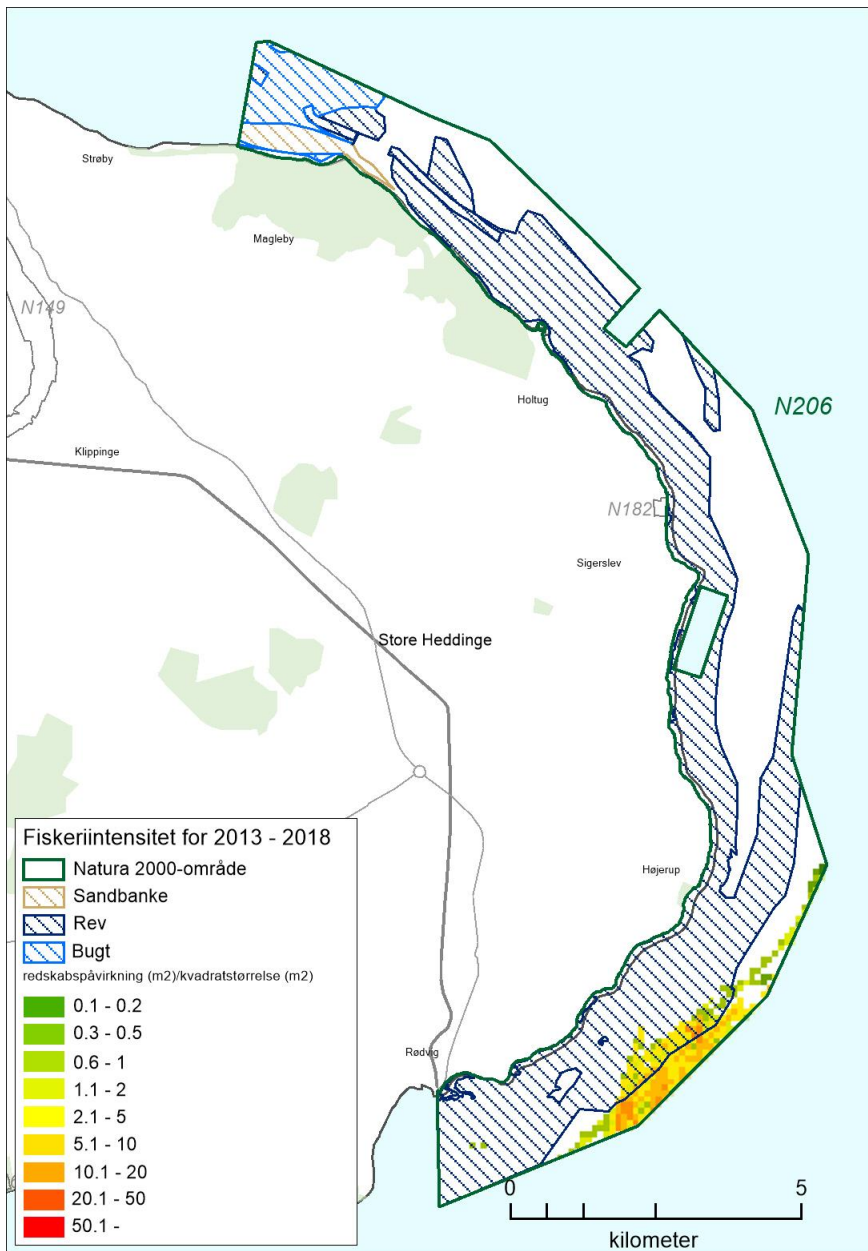 Strøby
Magleby
N149
Holtug
N206
Klippinge
N182
Sigerslev
Store Heddinge
Højerup
Rødvig
Fiskeriintensitet for 2013 - 2018
Natura 2000-område
Sandbanke
Rev
Bugt
redskabspåvirkning (m2)/kvadratstørrelse (m2)
0.1 - 0.2
0.3 - 0.5
0.6 - 1
1.1 - 2
2.1 - 5
5.1 - 10
10.1 - 20
20.1 - 50
50.1 -
0 5
kilometer